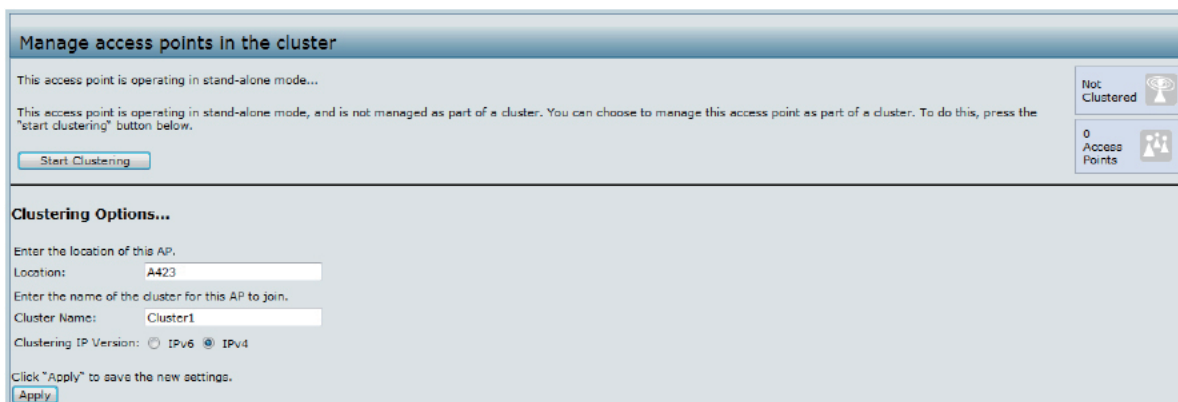 Manage access points in the cluster
This access point is operating in stand-alone mode...
Not
Clustered
This access point is operating in stand-alone mode, and is not managed as part of a cluster. You can choose to manage this access point as part of a cluster. To do this, press the
"start clustering" button below.
0
Access
Points
Start Clustering
Clustering Options...
Enter the location of this AP.
Location: A423
Enter the name of the cluster for this AP to join.
Cluster Name: Cluster1
Clustering IP Version: IPv6 IPv4
Click "Apply" to save the new settings.
Apply